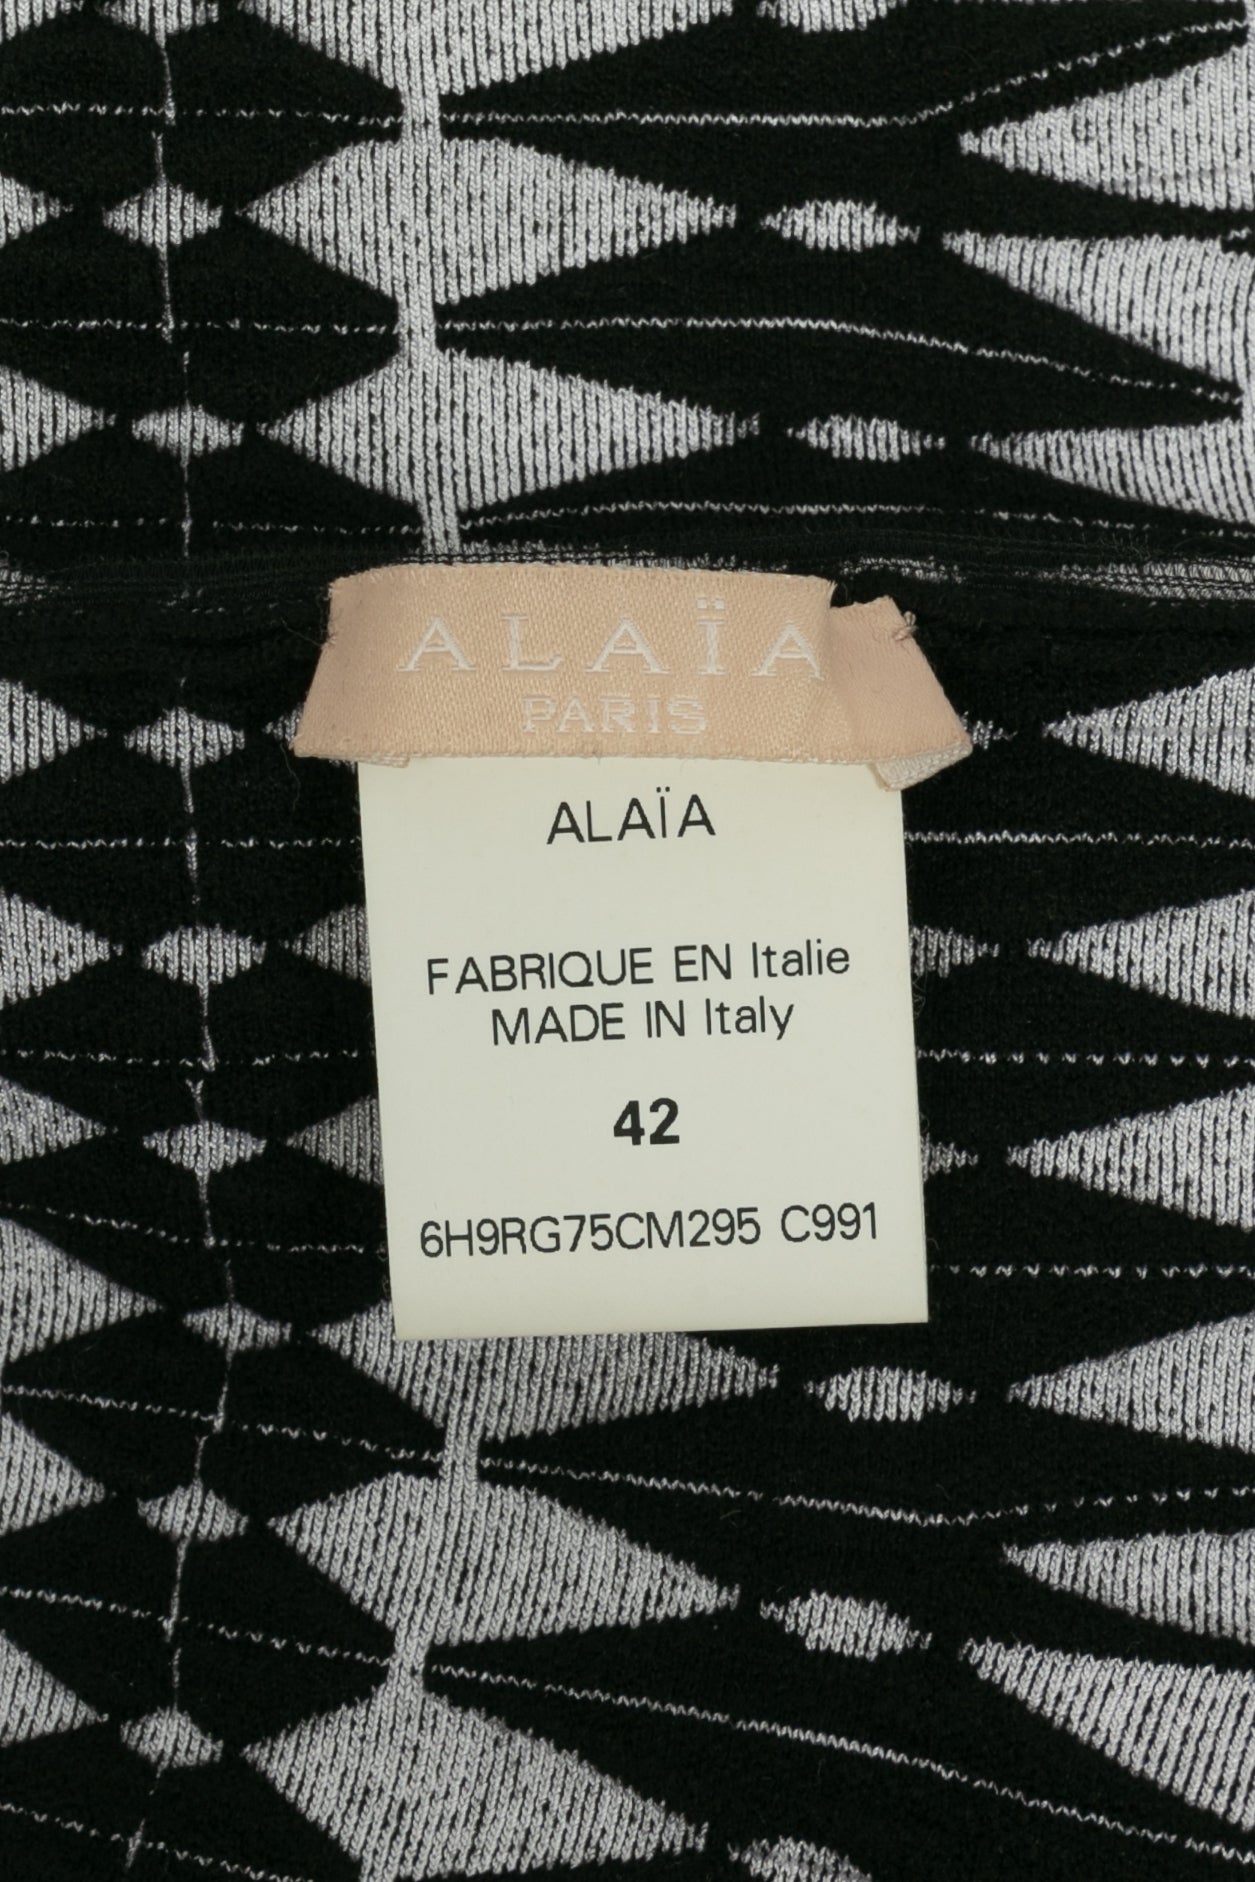 ALAÏA
PARIS
ALAÏA
FABRIQUE EN Italie
MADE IN Italy
42
6H9RG75CM295 C991